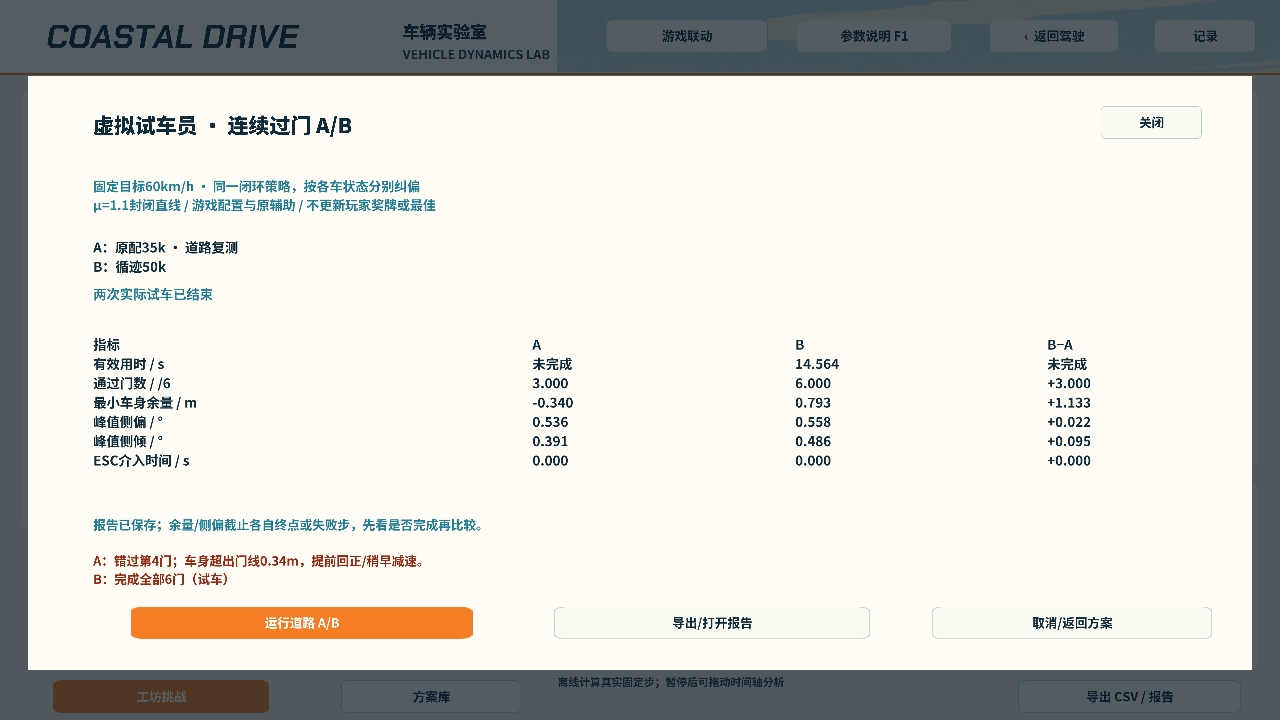 COASTAL DRIVE
车辆实验室
VEHICLE DYNAMICS LAB
游戏联动
参数说明 F1
‹ 返回驾驶
记录
虚拟试车员 · 连续过门 A/B
关闭
固定目标60km/h · 同一闭环策略，按各车状态分别纠偏
μ=1.1封闭直线 / 游戏配置与原辅助 / 不更新玩家奖牌或最佳
A：原配35k · 道路复测
B：循迹50k
两次实际试车已结束
指标 A B B−A
有效用时 / s 未完成 14.564 未完成
通过门数 / /6 3.000 6.000 +3.000
最小车身余量 / m -0.340 0.793 +1.133
峰值侧偏 / ° 0.536 0.558 +0.022
峰值侧倾 / ° 0.391 0.486 +0.095
ESC介入时间 / s 0.000 0.000 +0.000
报告已保存；余量/侧偏截止各自终点或失败步，先看是否完成再比较。
A：错过第4门；车身超出门线0.34m，提前回正/稍早减速。
B：完成全部6门（试车）
运行道路 A/B
导出/打开报告
取消/返回方案
工坊挑战
方案库
离线计算真实固定步；暂停后可拖动时间轴分析
导出 CSV / 报告